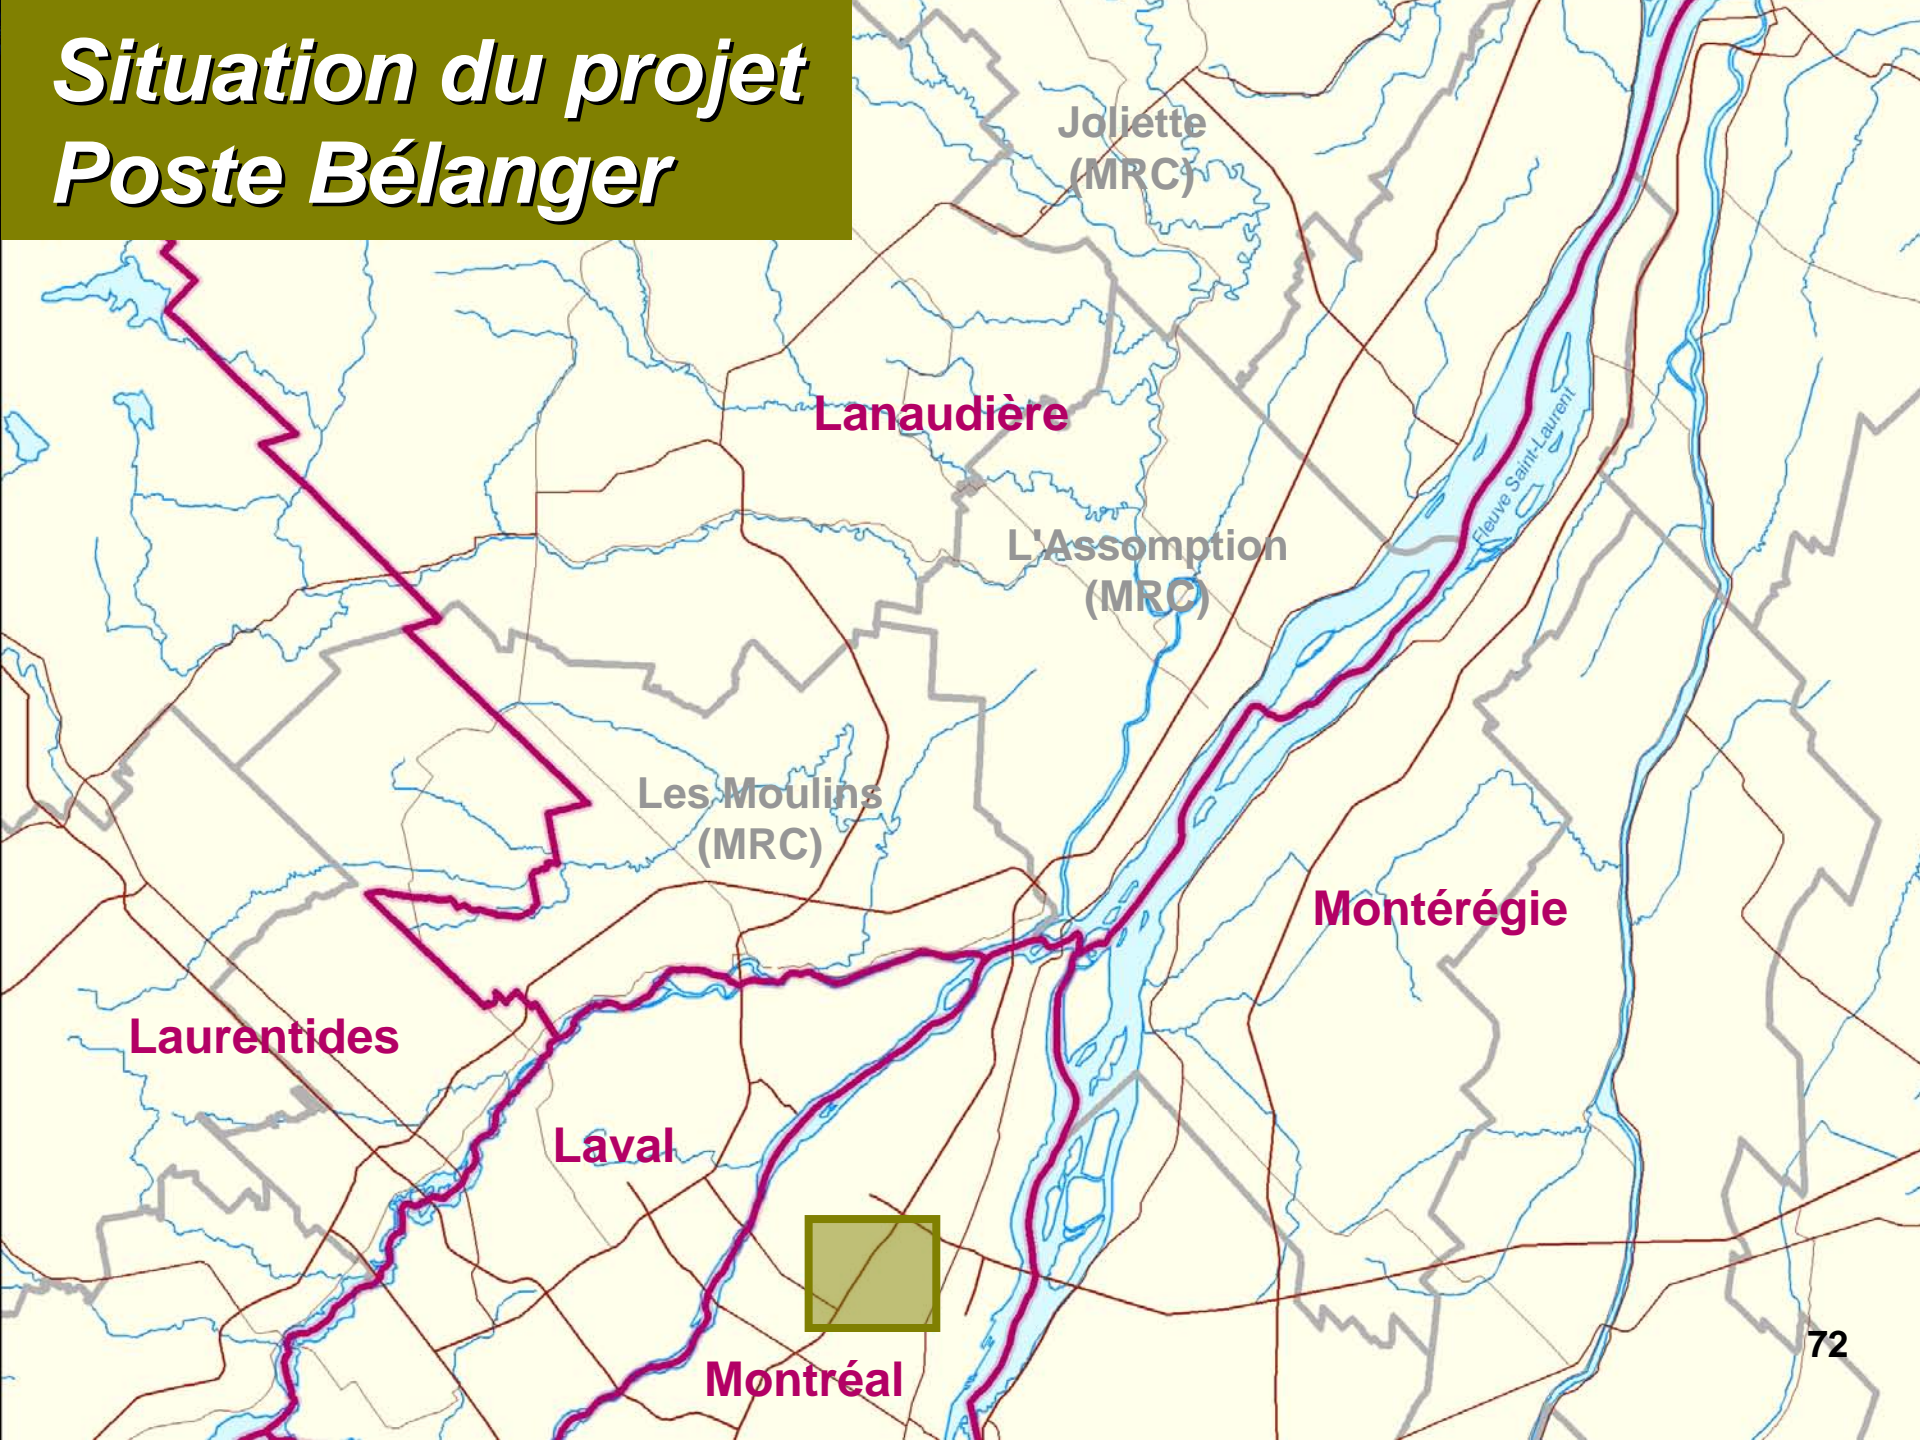 Situation du projet
Poste Bélanger
Joliette
(MRC)
Lanaudière
Fleuve Saint-Laurent
L'Assomption
(MRC)
Les Moulins
(MRC)
Montérégie
Laurentides
Laval
Montréal
72